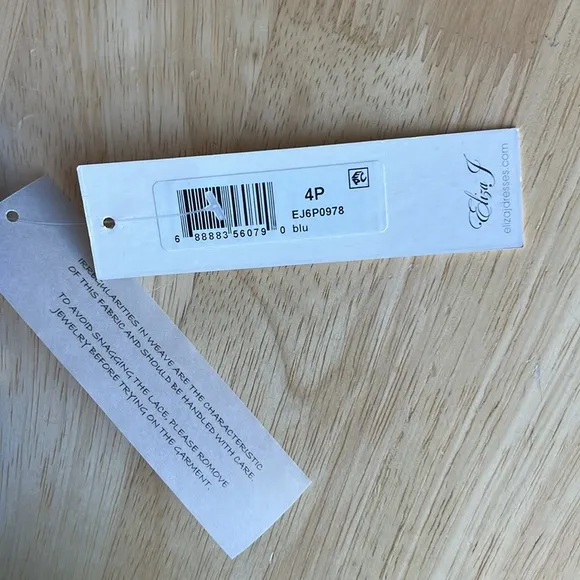 4P
EJ6P0978
6 88883 56079 0 blu
Eliza J
elizajdresses.com
IRREGULARITIES IN WEAVE ARE THE CHARACTERISTIC
OF THIS FABRIC AND SHOULD BE HANDLED WITH CARE
TO AVOID SNAGGING THE LACE, PLEASE ROMOVE
JEWELRY BEFORE TRYING ON THE GARMENT.